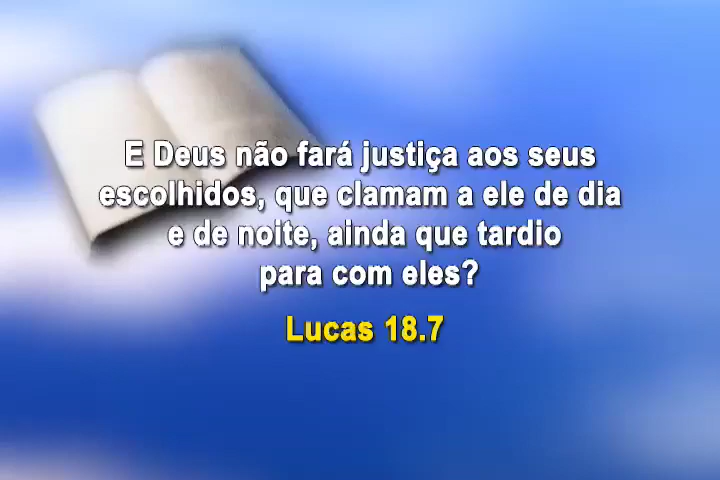 E Deus não fará justiça aos seus
escolhidos, que clamam a ele de dia
e de noite, ainda que tardio
para com eles?
Lucas 18.7